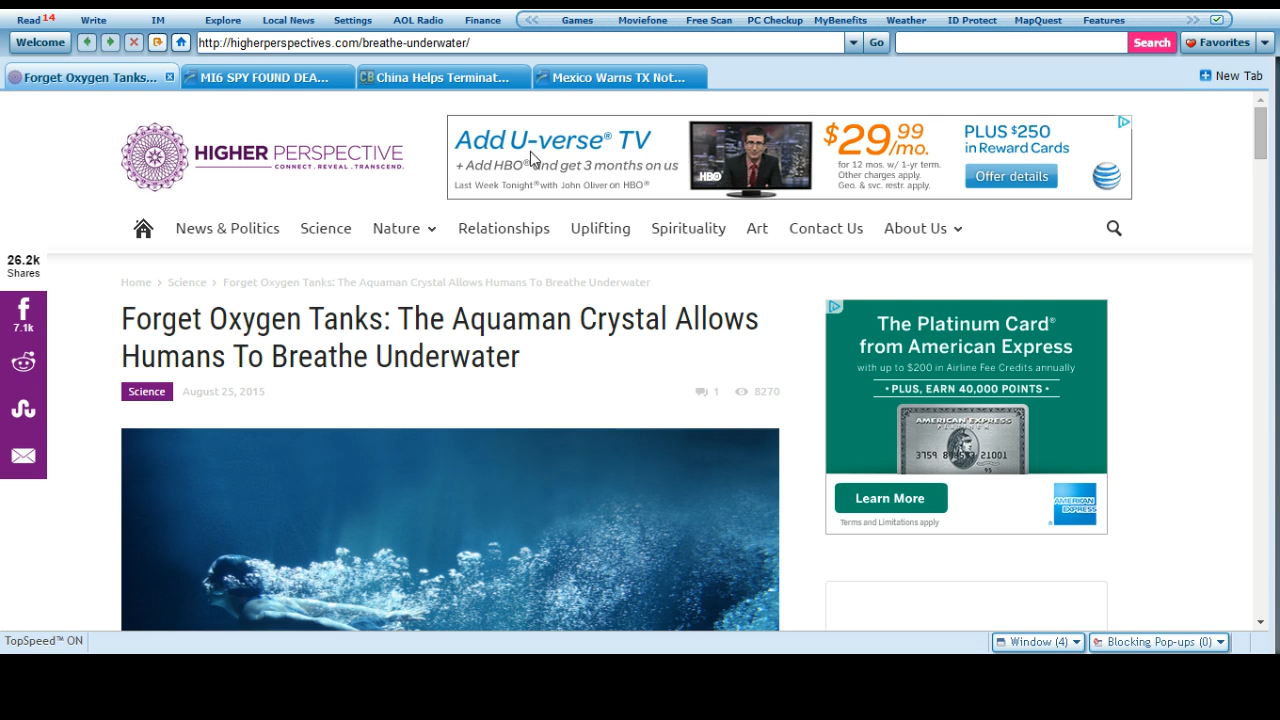 Read 14 Write IM Explore Local News Settings AOL Radio Finance Games Moviefone Free Scan PC Checkup MyBenefits Weather ID Protect MapQuest Features
Welcome http://higherperspectives.com/breathe-underwater/ Go Search Favorites
Forget Oxygen Tanks... MI6 SPY FOUND DEA... CB China Helps Terminat... Mexico Warns TX Not... New Tab
HIGHER PERSPECTIVE
CONNECT. REVEAL. TRANSCEND.
Add U-verse® TV
+ Add HBO® and get 3 months on us
Last Week Tonight® with John Oliver on HBO®
HBO
$29.99/mo.
for 12 mos. w/ 1-yr term.
Other charges apply.
Geo. & svc. restr. apply.
PLUS $250
in Reward Cards
Offer details
AT&T
News & Politics Science Nature Relationships Uplifting Spirituality Art Contact Us About Us
26.2k
Shares
7.1k
Home > Science > Forget Oxygen Tanks: The Aquaman Crystal Allows Humans To Breathe Underwater
Forget Oxygen Tanks: The Aquaman Crystal Allows
Humans To Breathe Underwater
Science August 25, 2015 1 8270
The Platinum Card®
from American Express
with up to $200 in Airline Fee Credits annually
• PLUS, EARN 40,000 POINTS •
AMERICAN EXPRESS
21001
95
Learn More
Terms and Limitations apply
AMERICAN EXPRESS
TopSpeed™ ON Window (4) Blocking Pop-ups (0)